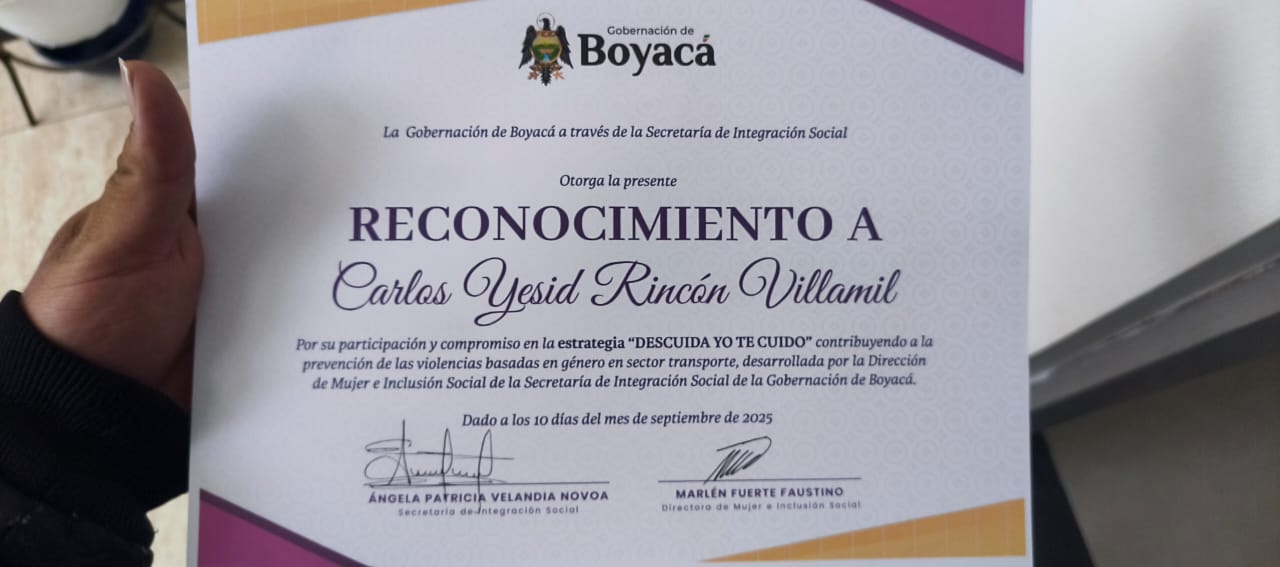 Gobernación de
Boyacá
La Gobernación de Boyacá a través de la Secretaría de Integración Social
Otorga la presente
RECONOCIMIENTO A
Carlos Yesid Rincón Villamil
Por su participación y compromiso en la estrategia “DESCUIDA YO TE CUIDO” contribuyendo a la
prevención de las violencias basadas en género en sector transporte, desarrollada por la Dirección
de Mujer e Inclusión Social de la Secretaría de Integración Social de la Gobernación de Boyacá.
Dado a los 10 días del mes de septiembre de 2025
ÁNGELA PATRICIA VELANDIA NOVOA
Secretaria de Integración Social
MARLÉN FUERTE FAUSTINO
Directora de Mujer e Inclusión Social